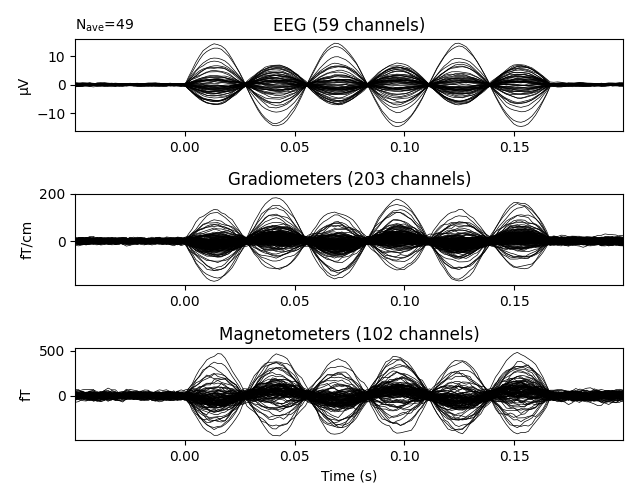 N_ave=49
EEG (59 channels)
µV
10
0
−10
0.00 0.05 0.10 0.15
Gradiometers (203 channels)
fT/cm
200
0
0.00 0.05 0.10 0.15
Magnetometers (102 channels)
fT
500
0
0.00 0.05 0.10 0.15
Time (s)